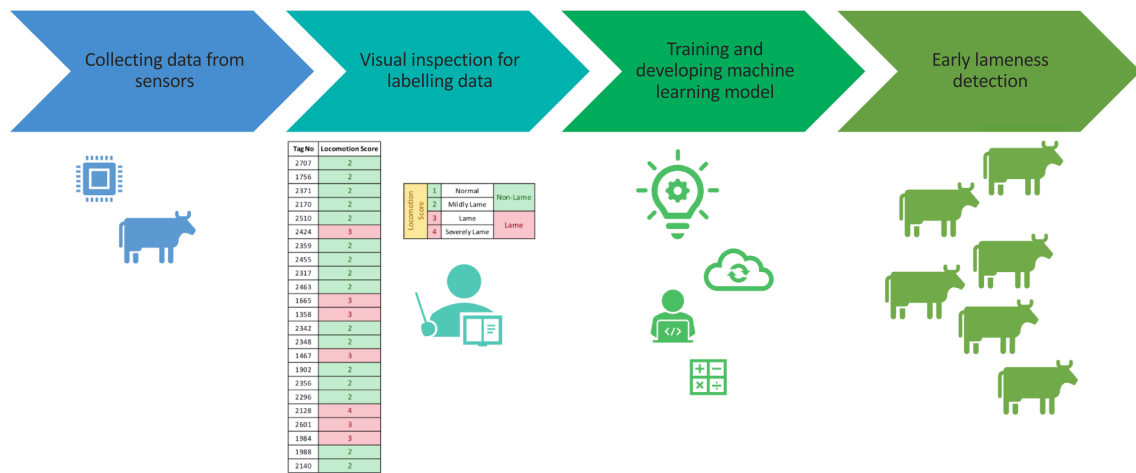 Collecting data from
sensors
Visual inspection for
labelling data
Training and
developing machine
learning model
Early lameness
detection
Tag No Locomotion Score
2707 2
1756 2
2371 2
2170 2
2510 2
2424 3
2359 2
2455 2
2317 2
2463 2
1665 3
1358 3
2342 2
2348 2
1467 3
1902 2
2356 2
2296 2
2128 4
2601 3
1984 3
1988 2
2140 2
Locomotion
Score
1 Normal
2 Mildly Lame
Non-Lame
3 Lame
4 Severely Lame
Lame
</>
+ −
× ÷